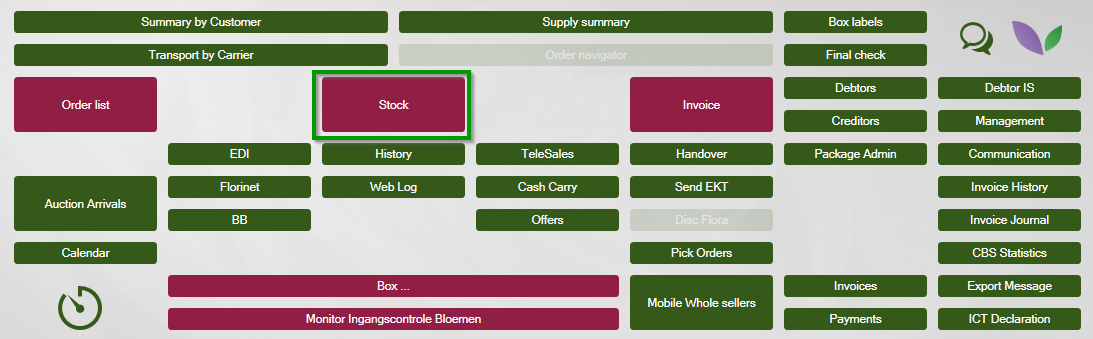 Summary by Customer
Supply summary
Box labels
Transport by Carrier
Order navigator
Final check
Order list
Stock
Invoice
Debtors
Debtor IS
Creditors
Management
EDI
History
TeleSales
Handover
Package Admin
Communication
Auction Arrivals
Florinet
Web Log
Cash Carry
Send EKT
Invoice History
BB
Offers
Disc Flora
Invoice Journal
Calendar
Pick Orders
CBS Statistics
Box ...
Mobile Whole sellers
Invoices
Export Message
Monitor Ingangscontrole Bloemen
Payments
ICT Declaration